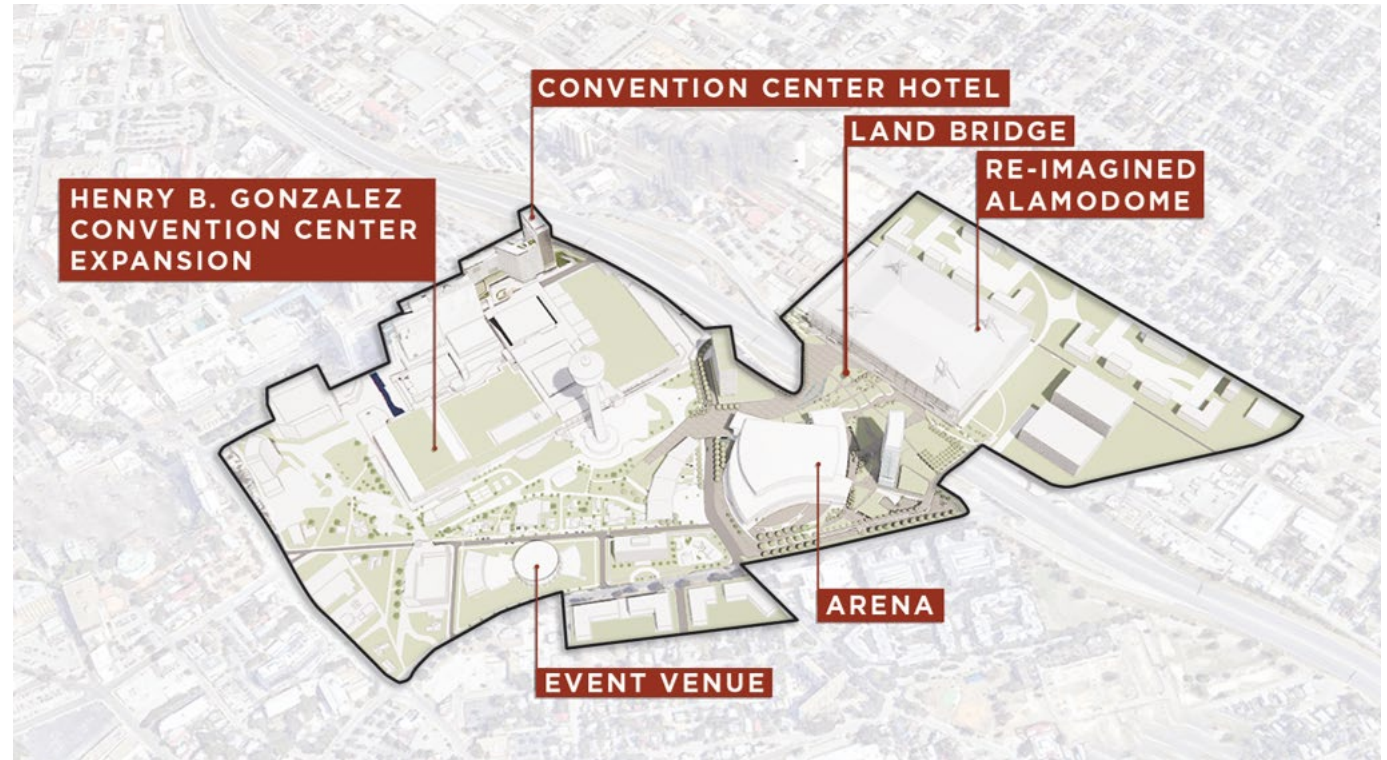 CONVENTION CENTER HOTEL
LAND BRIDGE
RE-IMAGINED
ALAMODOME
HENRY B. GONZALEZ
CONVENTION CENTER
EXPANSION
ARENA
EVENT VENUE